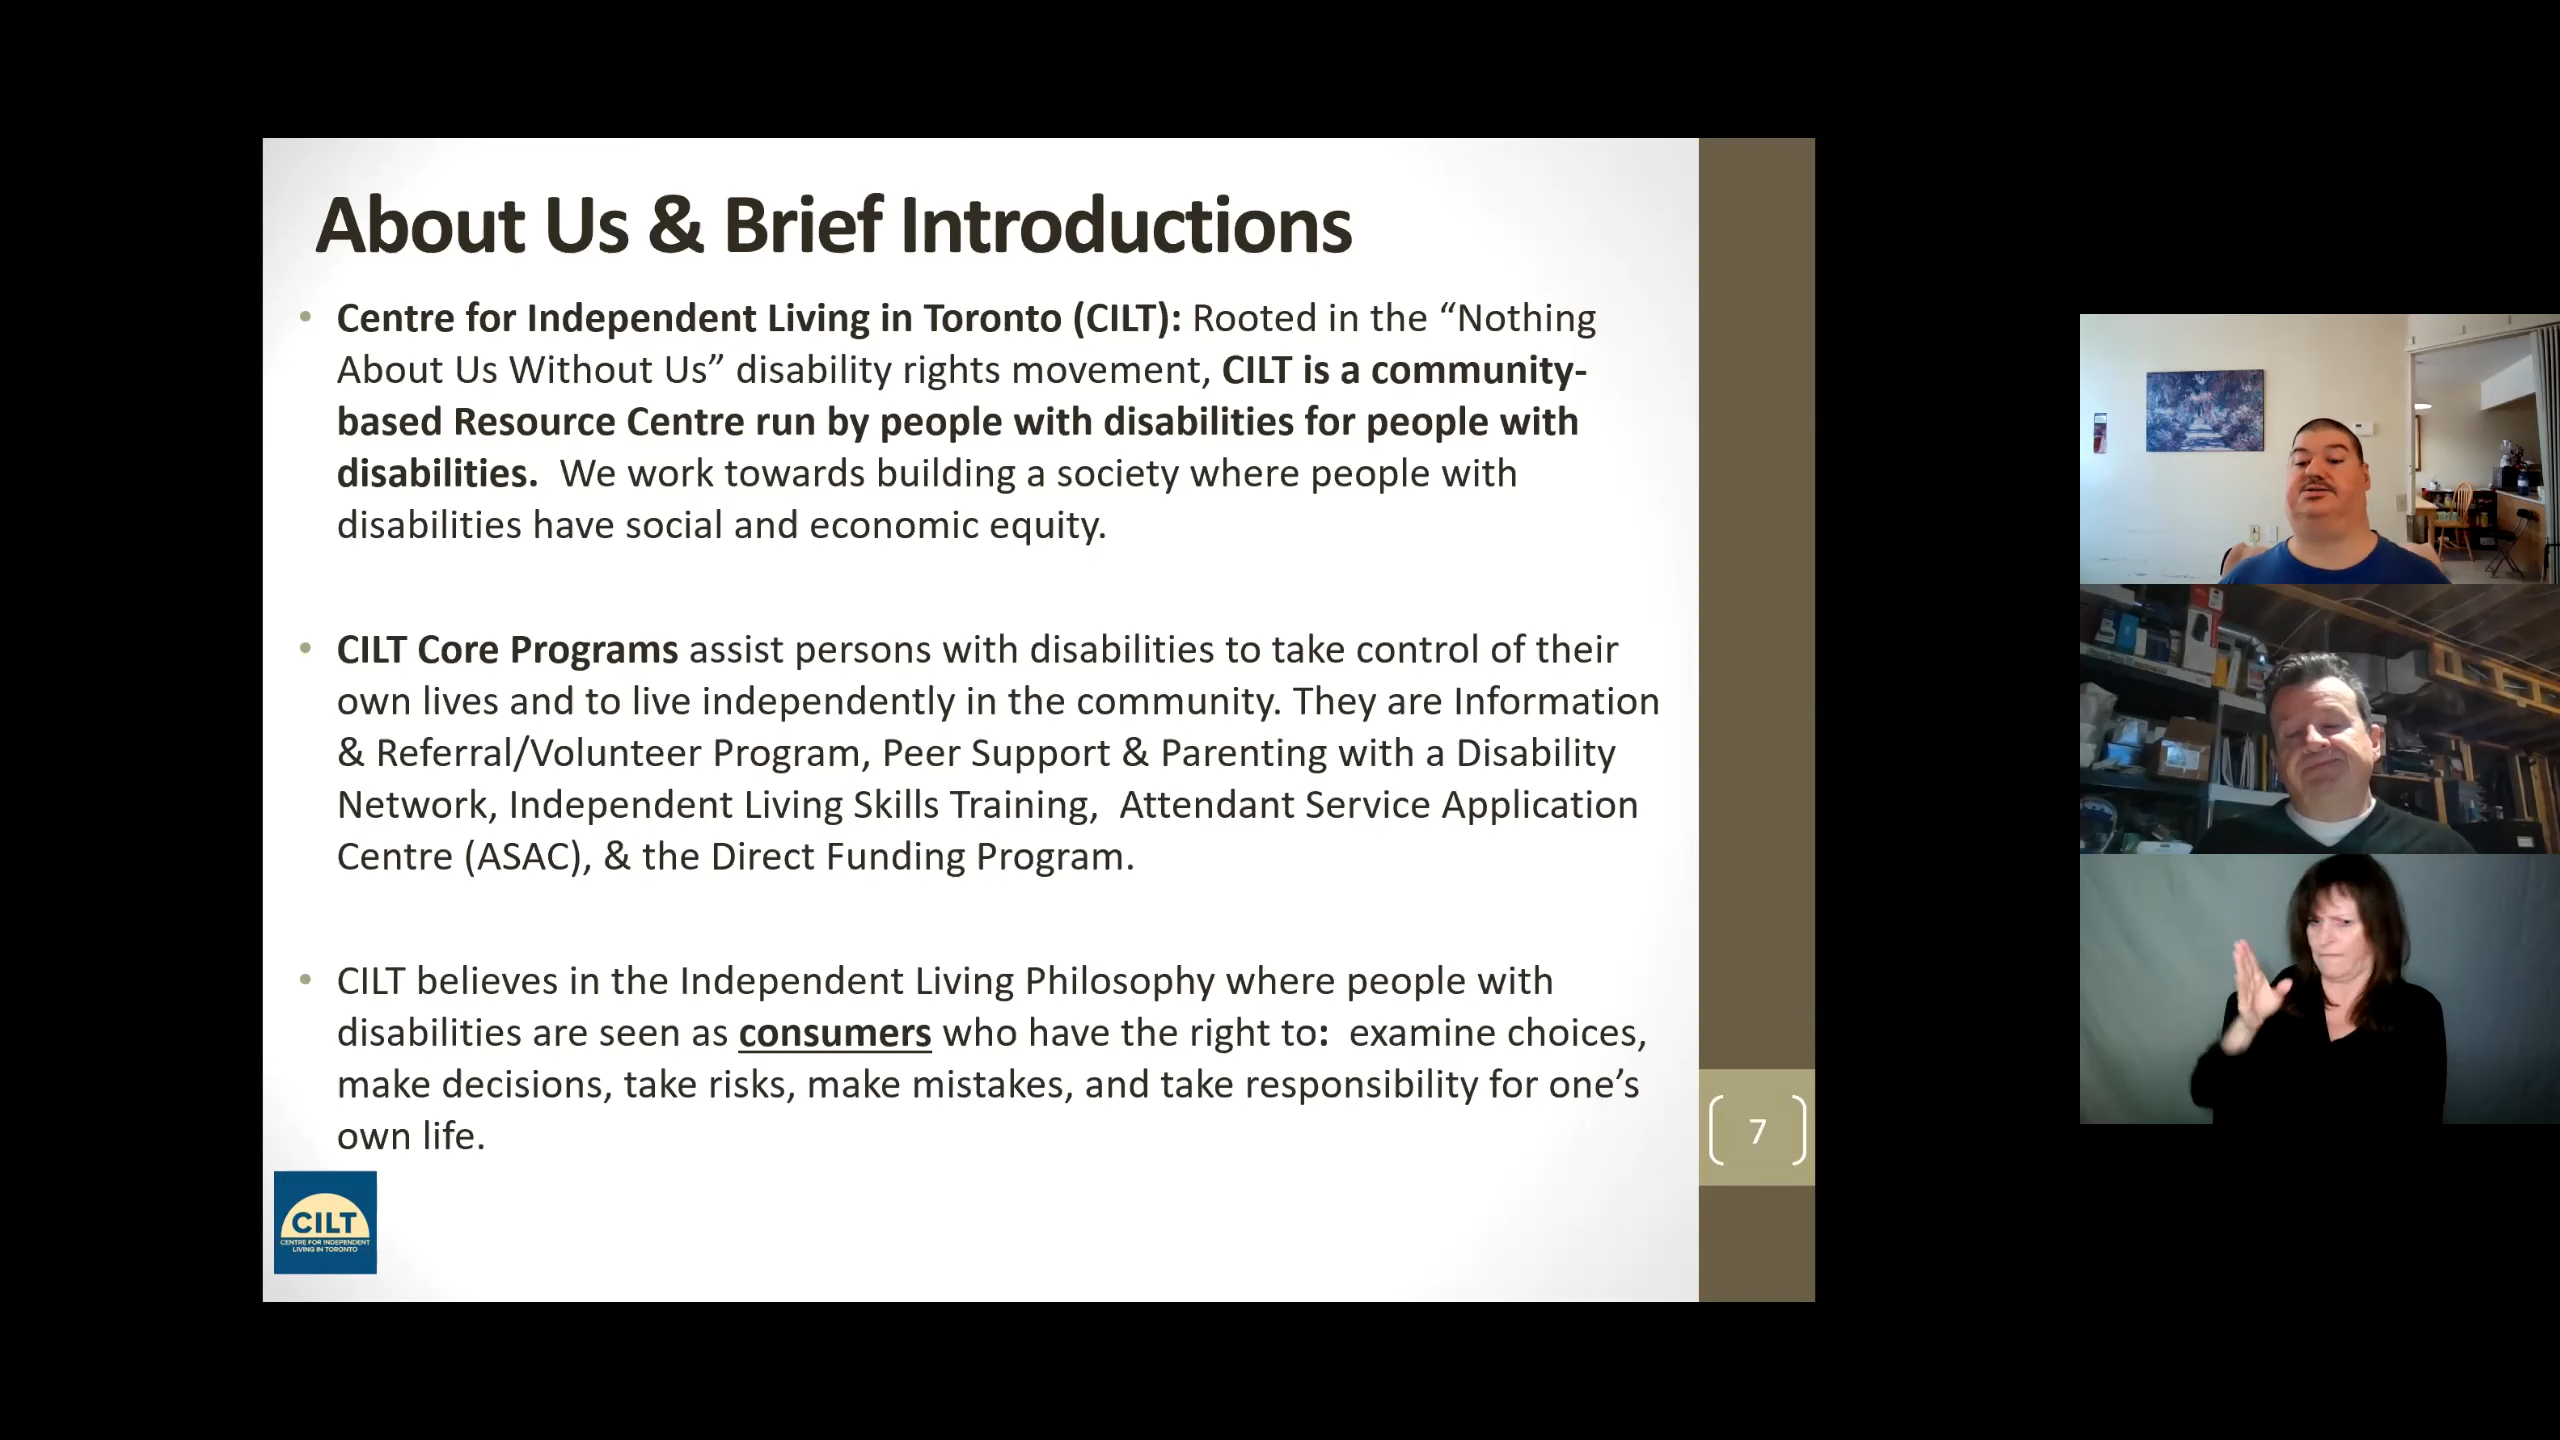 About Us & Brief Introductions
• Centre for Independent Living in Toronto (CILT): Rooted in the “Nothing
About Us Without Us” disability rights movement, CILT is a community-
based Resource Centre run by people with disabilities for people with
disabilities.  We work towards building a society where people with
disabilities have social and economic equity.
• CILT Core Programs assist persons with disabilities to take control of their
own lives and to live independently in the community. They are Information
& Referral/Volunteer Program, Peer Support & Parenting with a Disability
Network, Independent Living Skills Training,  Attendant Service Application
Centre (ASAC), & the Direct Funding Program.
• CILT believes in the Independent Living Philosophy where people with
disabilities are seen as consumers who have the right to:  examine choices,
make decisions, take risks, make mistakes, and take responsibility for one’s
own life.
7
CILT
CENTRE FOR INDEPENDENT
LIVING IN TORONTO